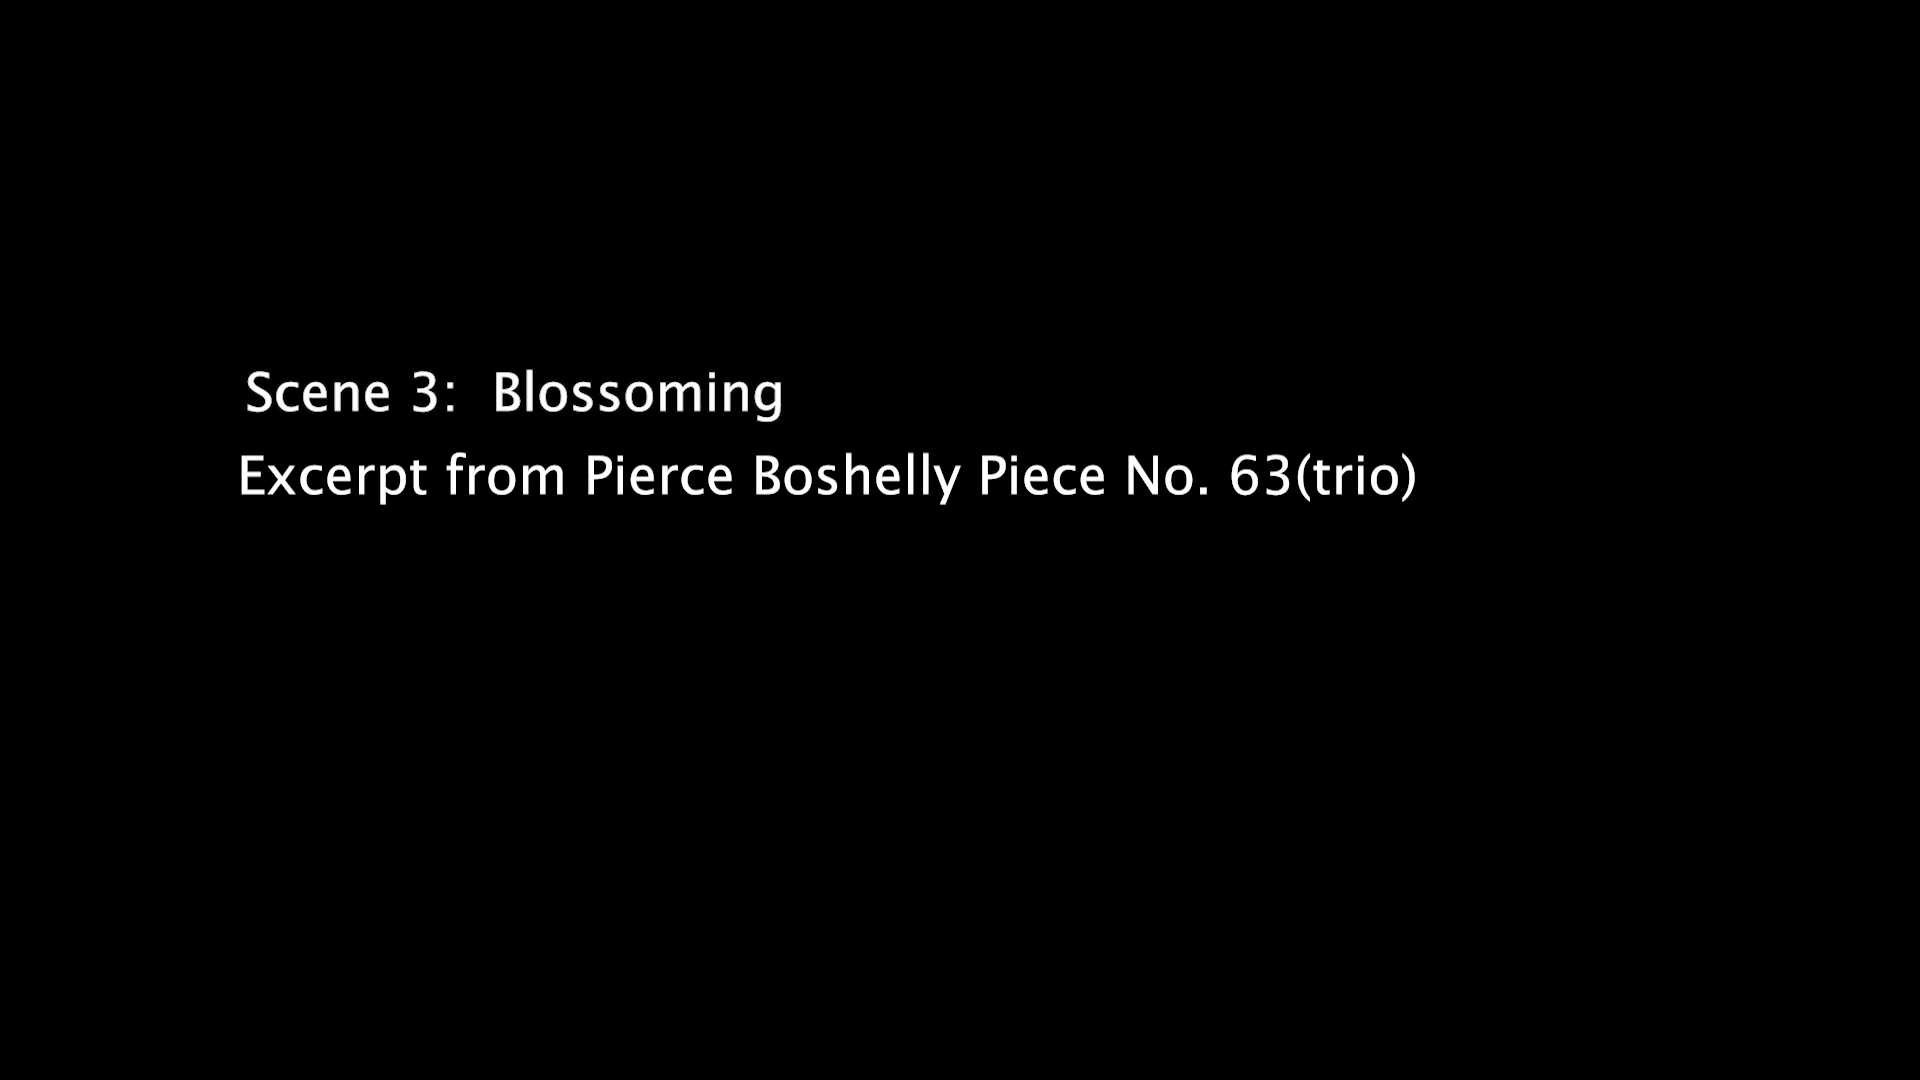 Scene 3:  Blossoming
Excerpt from Pierce Boshelly Piece No. 63(trio)